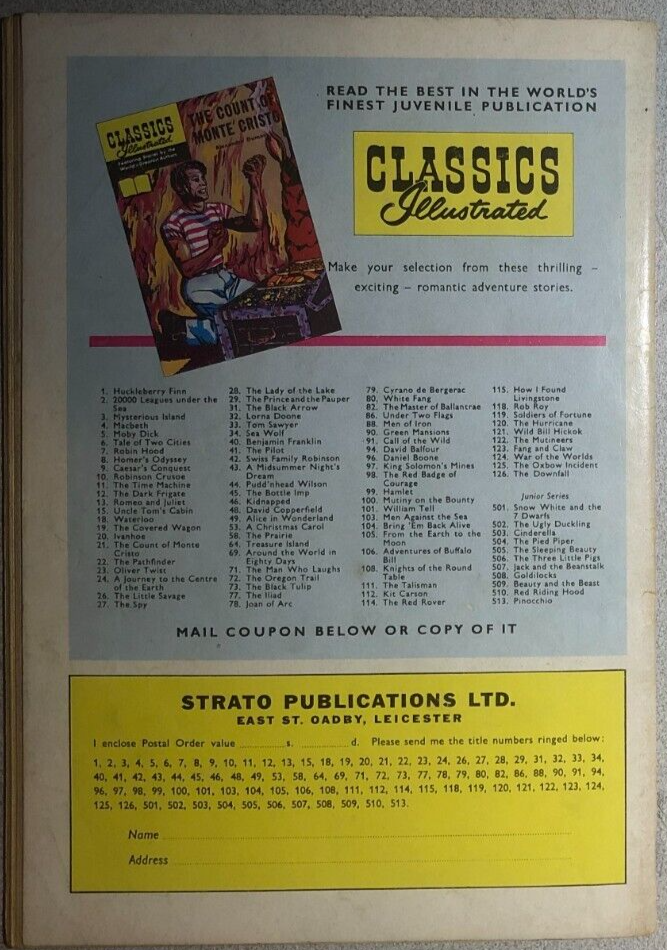 READ THE BEST IN THE WORLD'S
FINEST JUVENILE PUBLICATION
CLASSICS
Illustrated
Featuring Stories by the
World's Greatest Authors
THE COUNT OF
MONTE CRISTO
CLASSICS
Illustrated
Make your selection from these thrilling –
exciting – romantic adventure stories.
1. Huckleberry Finn
2. 20000 Leagues under the
Sea
3. Mysterious Island
4. Macbeth
5. Moby Dick
6. Tale of Two Cities
7. Robin Hood
8. Homer's Odyssey
9. Caesar's Conquest
10. Robinson Crusoe
11. The Time Machine
12. The Dark Frigate
13. Romeo and Juliet
15. Uncle Tom's Cabin
18. Waterloo
19. The Covered Wagon
20. Ivanhoe
21. The Count of Monte
Cristo
22. The Pathfinder
23. Oliver Twist
24. A Journey to the Centre
of the Earth
26. The Little Savage
27. The Spy
28. The Lady of the Lake
29. The Prince and the Pauper
31. The Black Arrow
32. Lorna Doone
33. Tom Sawyer
34. Sea Wolf
40. Benjamin Franklin
41. The Pilot
42. Swiss Family Robinson
43. A Midsummer Night's
Dream
44. Pudd'nhead Wilson
45. The Bottle Imp
46. Kidnapped
48. David Copperfield
49. Alice in Wonderland
53. A Christmas Carol
58. The Prairie
64. Treasure Island
69. Around the World in
Eighty Days
71. The Man Who Laughs
72. The Oregon Trail
73. The Black Tulip
77. The Iliad
78. Joan of Arc
79. Cyrano de Bergerac
80. White Fang
82. The Master of Ballantrae
86. Under Two Flags
88. Men of Iron
90. Green Mansions
91. Call of the Wild
94. David Balfour
96. Daniel Boone
97. King Solomon's Mines
98. The Red Badge of
Courage
99. Hamlet
100. Mutiny on the Bounty
101. William Tell
103. Men Against the Sea
104. Bring 'Em Back Alive
105. From the Earth to the
Moon
106. Adventures of Buffalo
Bill
108. Knights of the Round
Table
111. The Talisman
112. Kit Carson
114. The Red Rover
115. How I Found
Livingstone
118. Rob Roy
119. Soldiers of Fortune
120. The Hurricane
121. Wild Bill Hickok
122. The Mutineers
123. Fang and Claw
124. War of the Worlds
125. The Oxbow Incident
126. The Downfall
Junior Series
501. Snow White and the
7 Dwarfs
502. The Ugly Duckling
503. Cinderella
504. The Pied Piper
505. The Sleeping Beauty
506. The Three Little Pigs
507. Jack and the Beanstalk
508. Goldilocks
509. Beauty and the Beast
510. Red Riding Hood
513. Pinocchio
MAIL COUPON BELOW OR COPY OF IT
STRATO PUBLICATIONS LTD.
EAST ST. OADBY, LEICESTER
I enclose Postal Order value ............s. ............d. Please send me the title numbers ringed below:
1, 2, 3, 4, 5, 6, 7, 8, 9, 10, 11, 12, 13, 15, 18, 19, 20, 21, 22, 23, 24, 26, 27, 28, 29, 31, 32, 33, 34,
40, 41, 42, 43, 44, 45, 46, 48, 49, 53, 58, 64, 69, 71, 72, 73, 77, 78, 79, 80, 82, 86, 88, 90, 91, 94,
96, 97, 98, 99, 100, 101, 103, 104, 105, 106, 108, 111, 112, 114, 115, 118, 119, 120, 121, 122, 123, 124,
125, 126, 501, 502, 503, 504, 505, 506, 507, 508, 509, 510, 513.
Name
Address